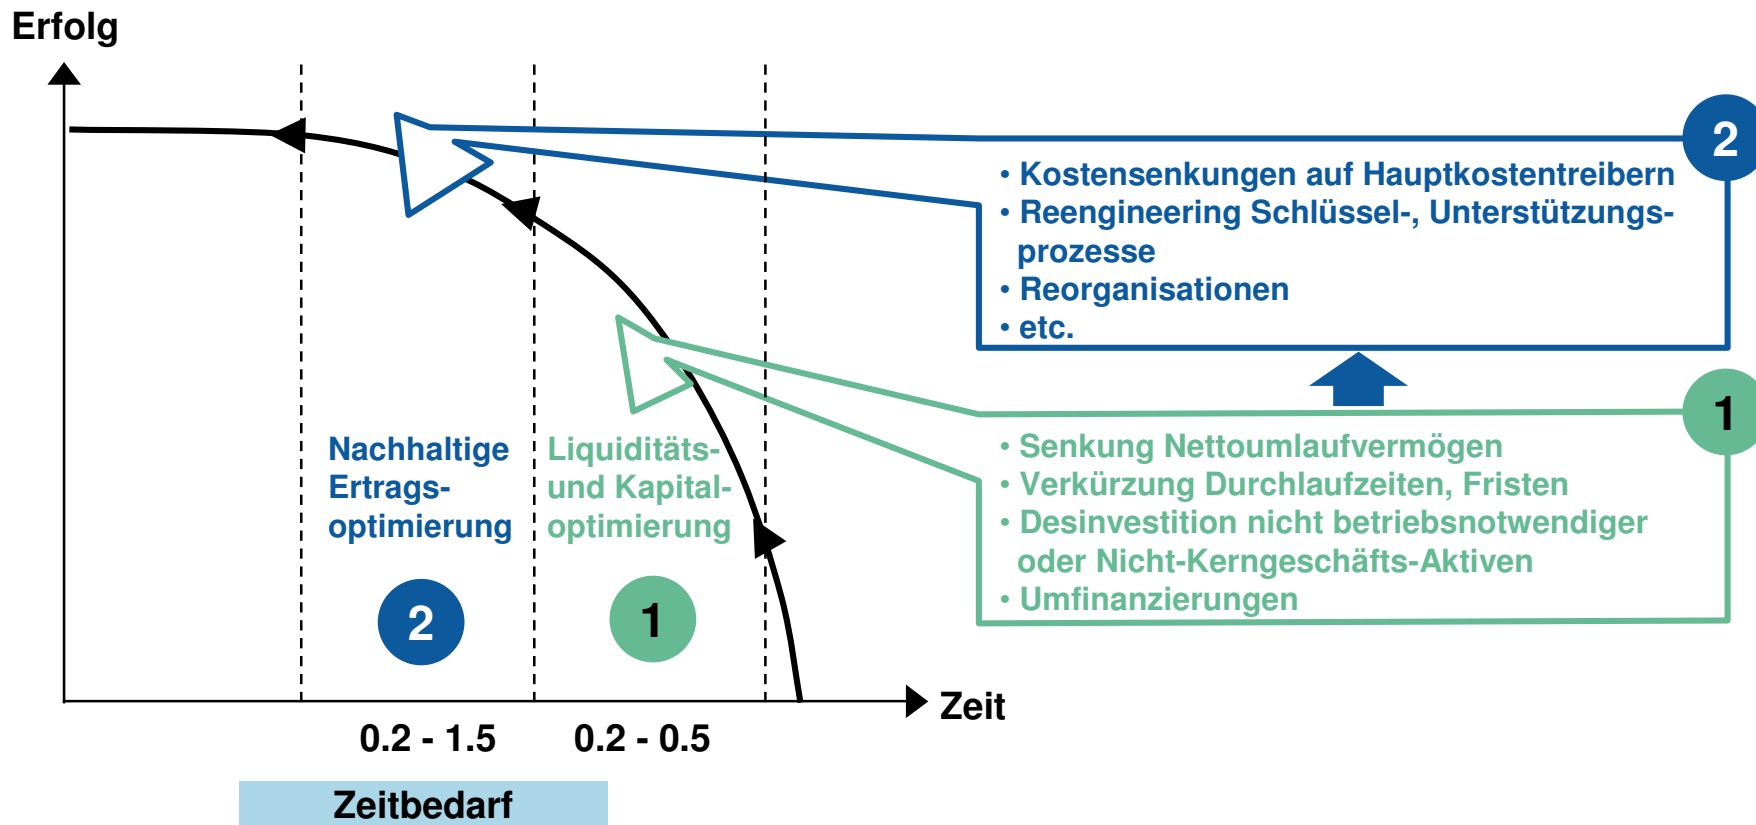 Erfolg
2
• Kostensenkungen auf Hauptkostentreibern
• Reengineering Schlüssel-, Unterstützungs-
prozesse
• Reorganisationen
• etc.
1
• Senkung Nettoumlaufvermögen
• Verkürzung Durchlaufzeiten, Fristen
• Desinvestition nicht betriebsnotwendiger
oder Nicht-Kerngeschäfts-Aktiven
• Umfinanzierungen
Nachhaltige
Ertrags-
optimierung
2
Liquiditäts-
und Kapital-
optimierung
1
Zeit
0.2 - 1.5
0.2 - 0.5
Zeitbedarf